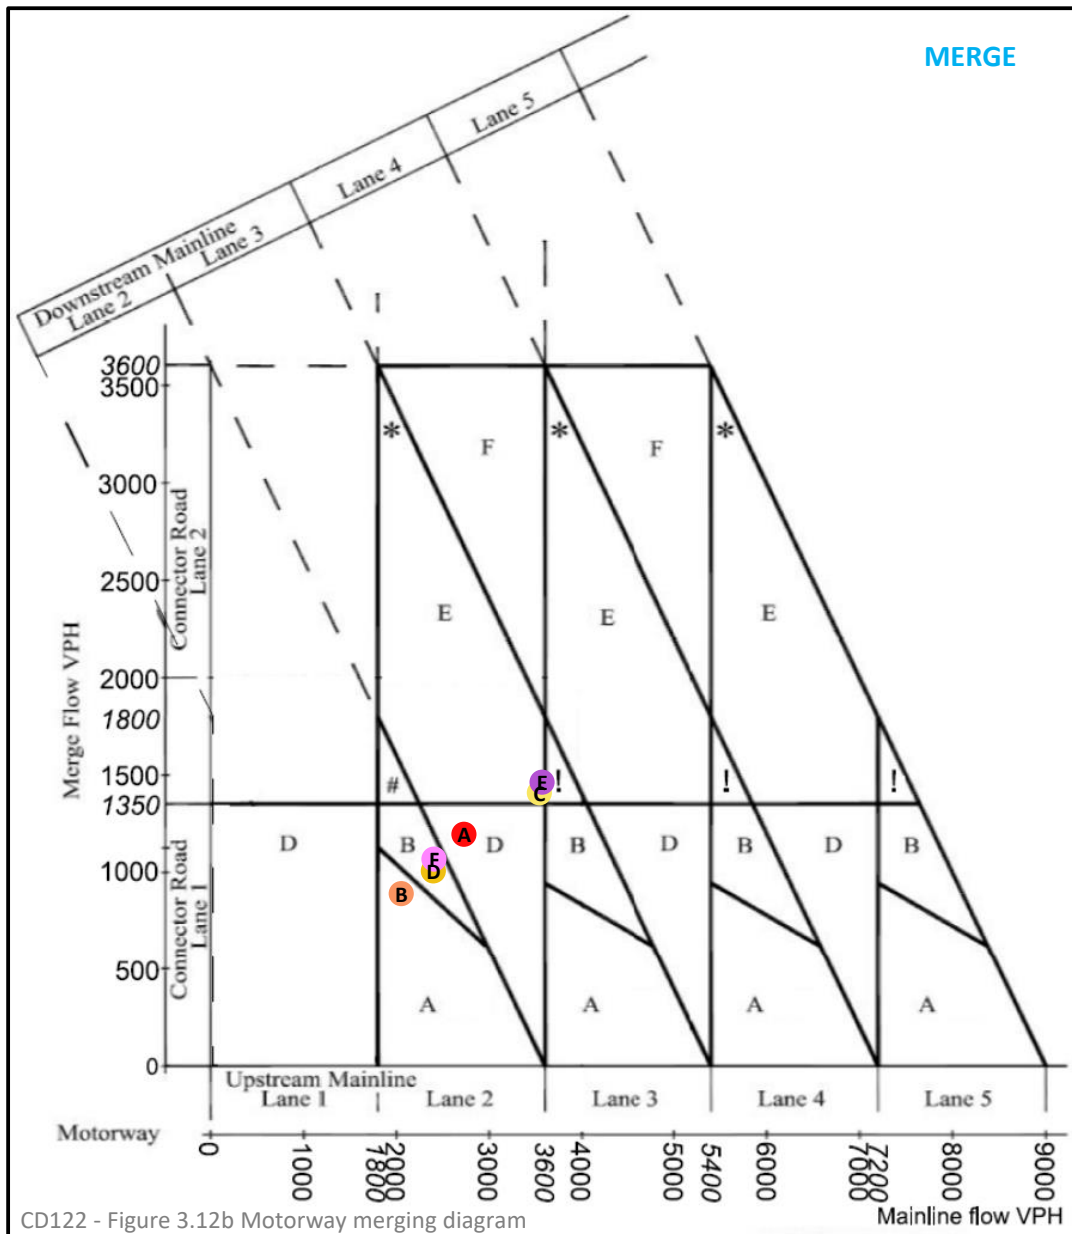 MERGE
Lane 5
Lane 4
Downstream Mainline
Lane 3
Lane 2
3600
3500
3000
2500
2000
1800
1500
1350
1000
500
0
Merge Flow VPH
Connector Road
Lane 2
Connector Road
Lane 1
*
*
*
F
F
E
E
E
#
!
!
!
E
C
D
B
D
B
D
B
D
B
A
F
D
B
A
A
A
A
Upstream Mainline
Lane 1
Lane 2
Lane 3
Lane 4
Lane 5
Motorway
0
1000
7800
2000
3000
3600
4000
5000
5400
6000
7000
7200
8000
9000
Mainline flow VPH
CD122 - Figure 3.12b Motorway merging diagram